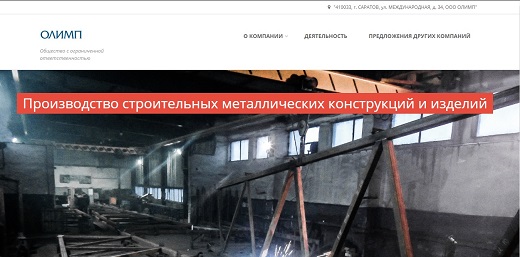 410033, г. САРАТОВ, ул. МЕЖДУНАРОДНАЯ, д. 34, ООО "ОЛИМП"
ОЛИМП
Общество с ограниченной
ответственностью
О КОМПАНИИ ДЕЯТЕЛЬНОСТЬ ПРЕДЛОЖЕНИЯ ДРУГИХ КОМПАНИЙ
Производство строительных металлических конструкций и изделий